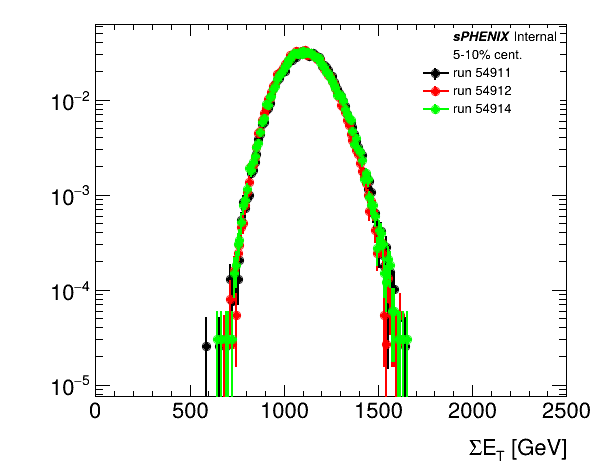 sPHENIX Internal
5-10% cent.
run 54911
run 54912
run 54914
10−2
10−3
10−4
10−5
0 500 1000 1500 2000 2500
ΣET [GeV]